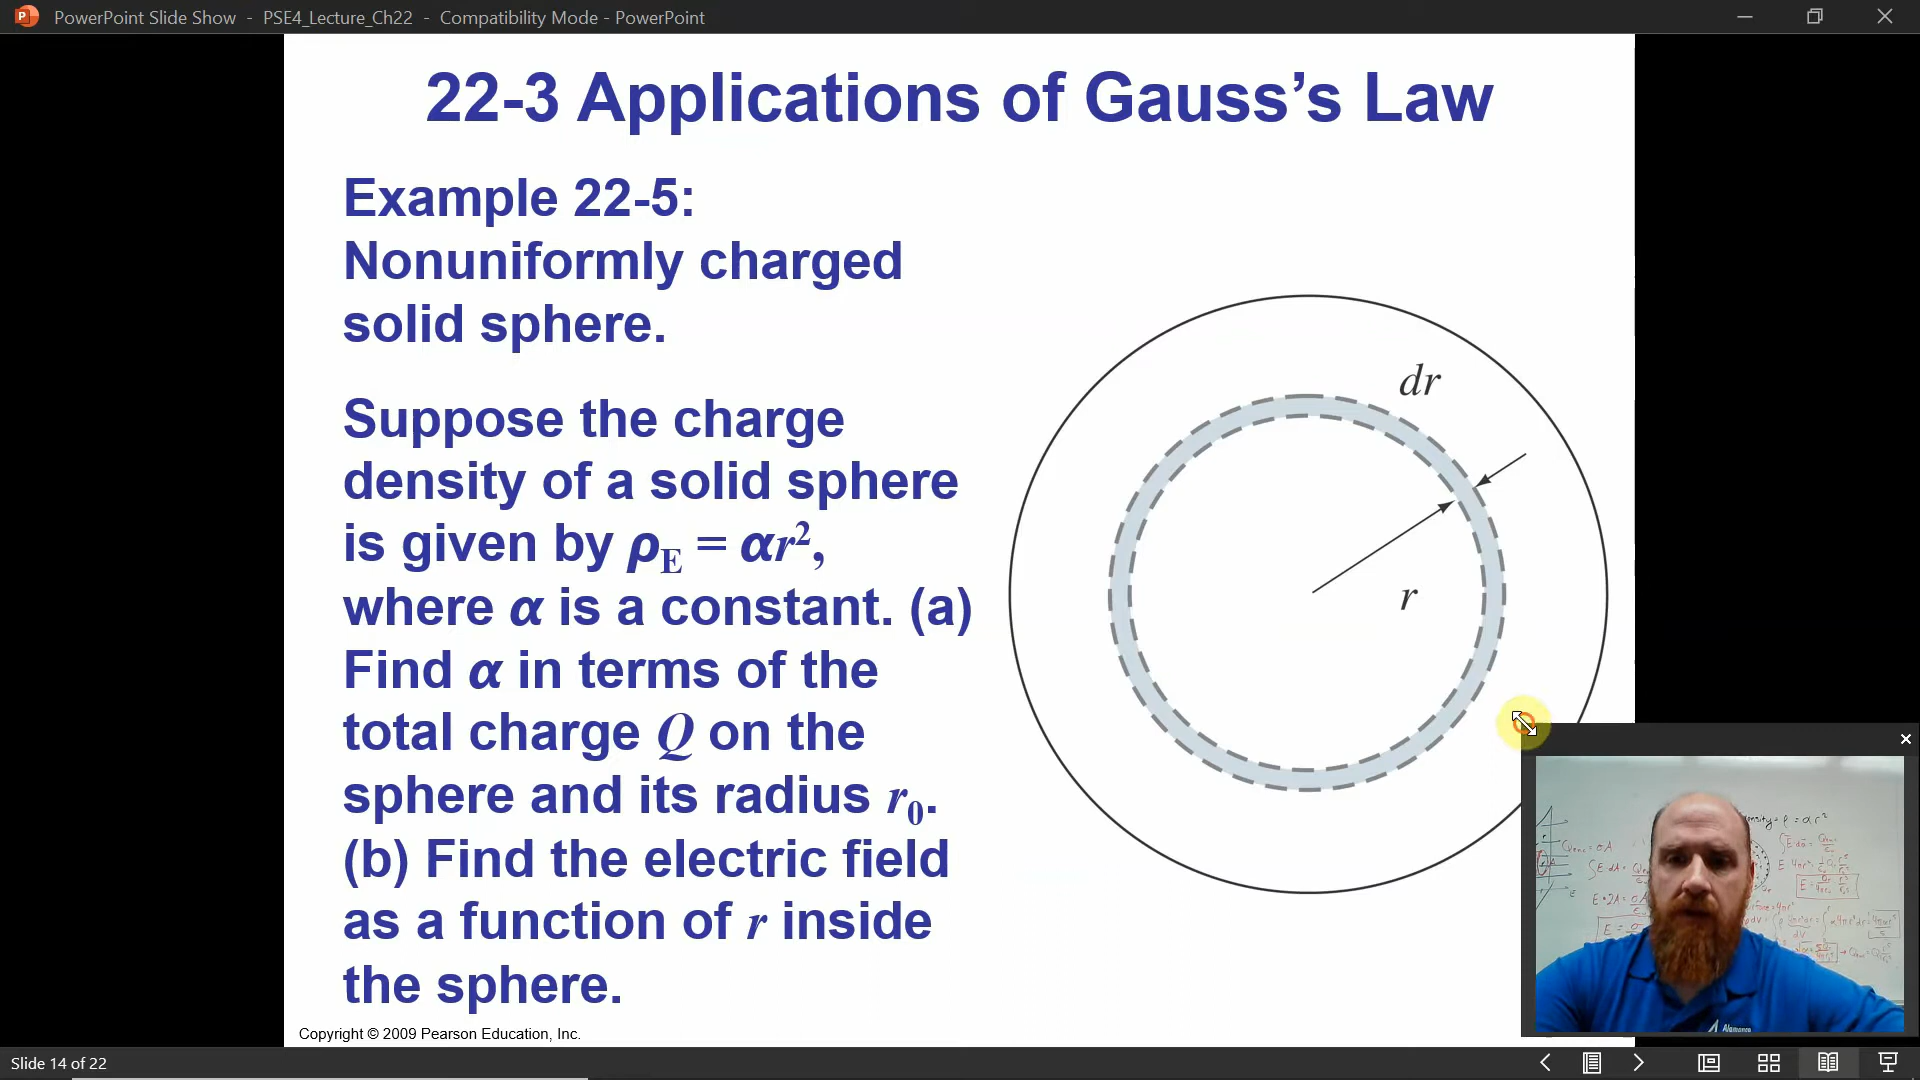 PowerPoint Slide Show - PSE4_Lecture_Ch22 - Compatibility Mode - PowerPoint
22-3 Applications of Gauss’s Law
Example 22-5:
Nonuniformly charged
solid sphere.
Suppose the charge
density of a solid sphere
is given by ρE = αr²,
where α is a constant. (a)
Find α in terms of the
total charge Q on the
sphere and its radius r₀.
(b) Find the electric field
as a function of r inside
the sphere.
dr
r
Copyright © 2009 Pearson Education, Inc.
Slide 14 of 22